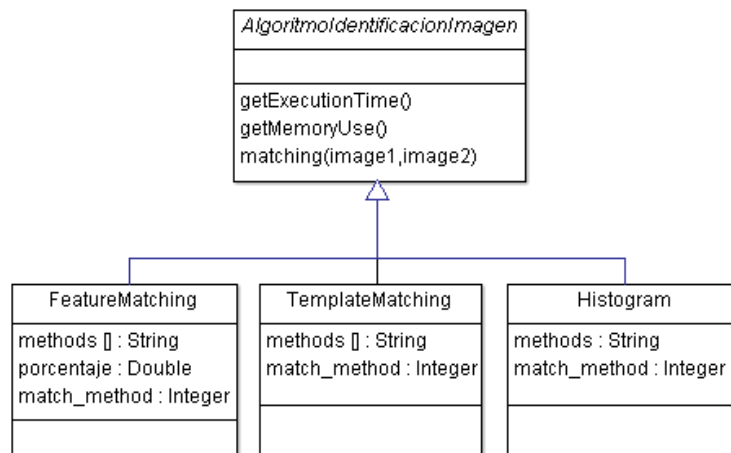 AlgoritmoIdentificacionImagen
getExecutionTime()
getMemoryUse()
matching(image1,image2)
FeatureMatching
methods [] : String
porcentaje : Double
match_method : Integer
TemplateMatching
methods [] : String
match_method : Integer
Histogram
methods : String
match_method : Integer